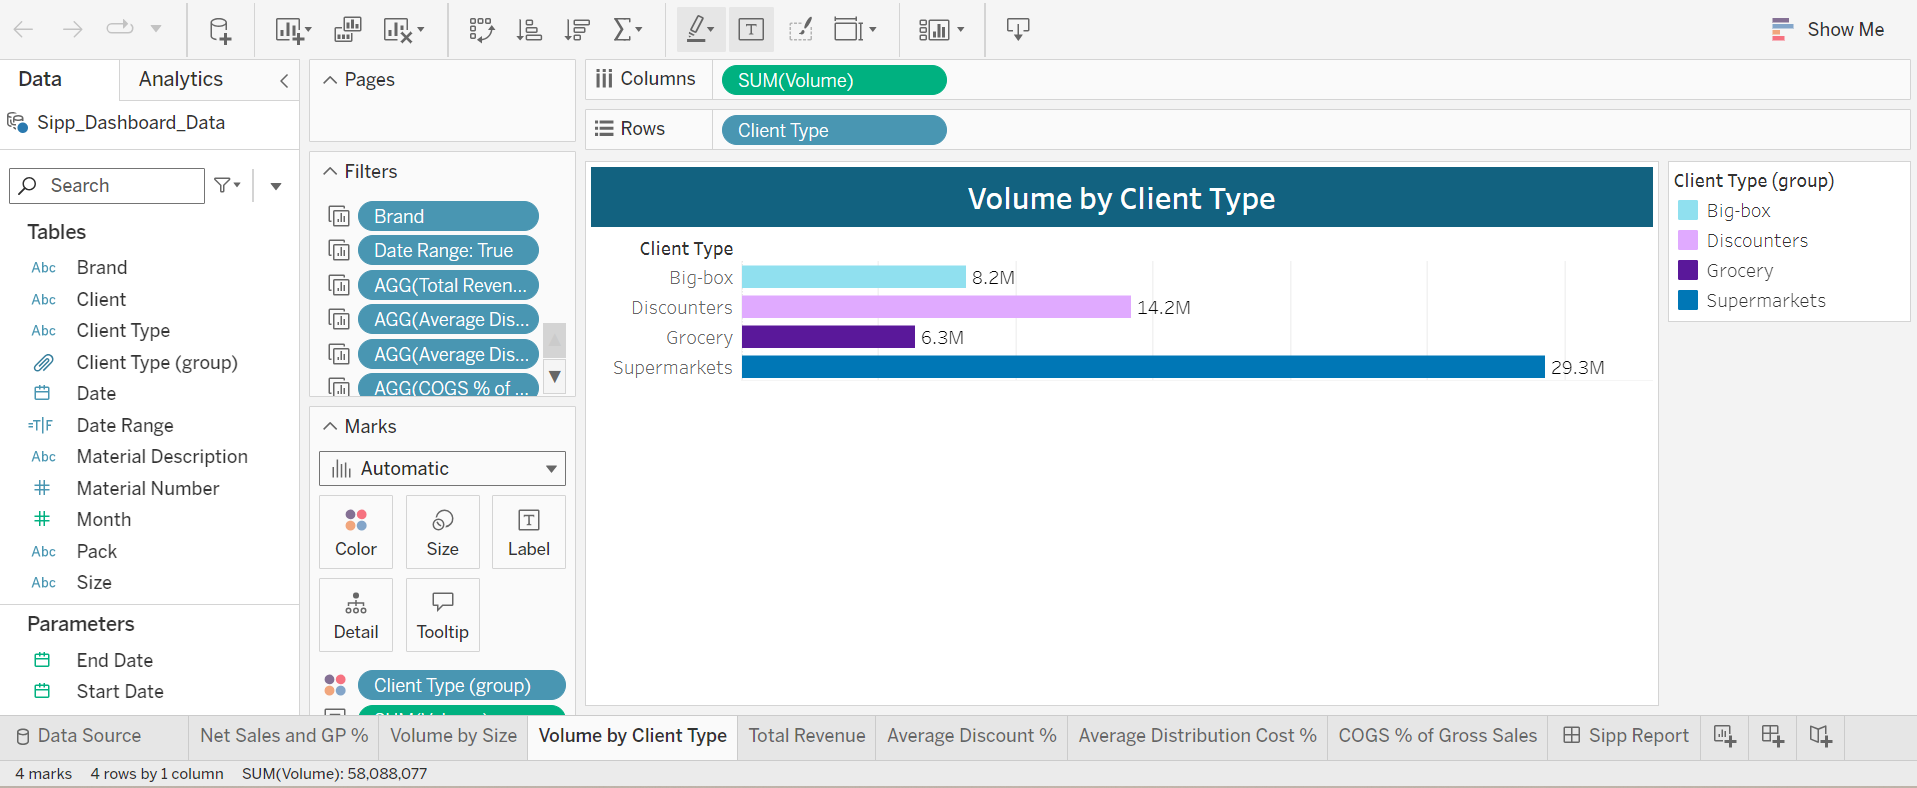 Show Me
Data
Analytics
Sipp_Dashboard_Data
Search
Tables
Abc Brand
Abc Client
Abc Client Type
Client Type (group)
Date
=T|F Date Range
Abc Material Description
Material Number
Month
Abc Pack
Abc Size
Parameters
End Date
Start Date
Pages
Filters
Brand
Date Range: True
AGG(Total Reven...
AGG(Average Dis...
AGG(Average Dis...
AGG(COGS % of ...
Marks
Automatic
Color
Size
Label
Detail
Tooltip
Client Type (group)
SUM(Volume)
Columns
SUM(Volume)
Rows
Client Type
Volume by Client Type
Client Type
Big-box 8.2M
Discounters 14.2M
Grocery 6.3M
Supermarkets 29.3M
Client Type (group)
Big-box
Discounters
Grocery
Supermarkets
Data Source
Net Sales and GP %
Volume by Size
Volume by Client Type
Total Revenue
Average Discount %
Average Distribution Cost %
COGS % of Gross Sales
Sipp Report
4 marks 4 rows by 1 column SUM(Volume): 58,088,077